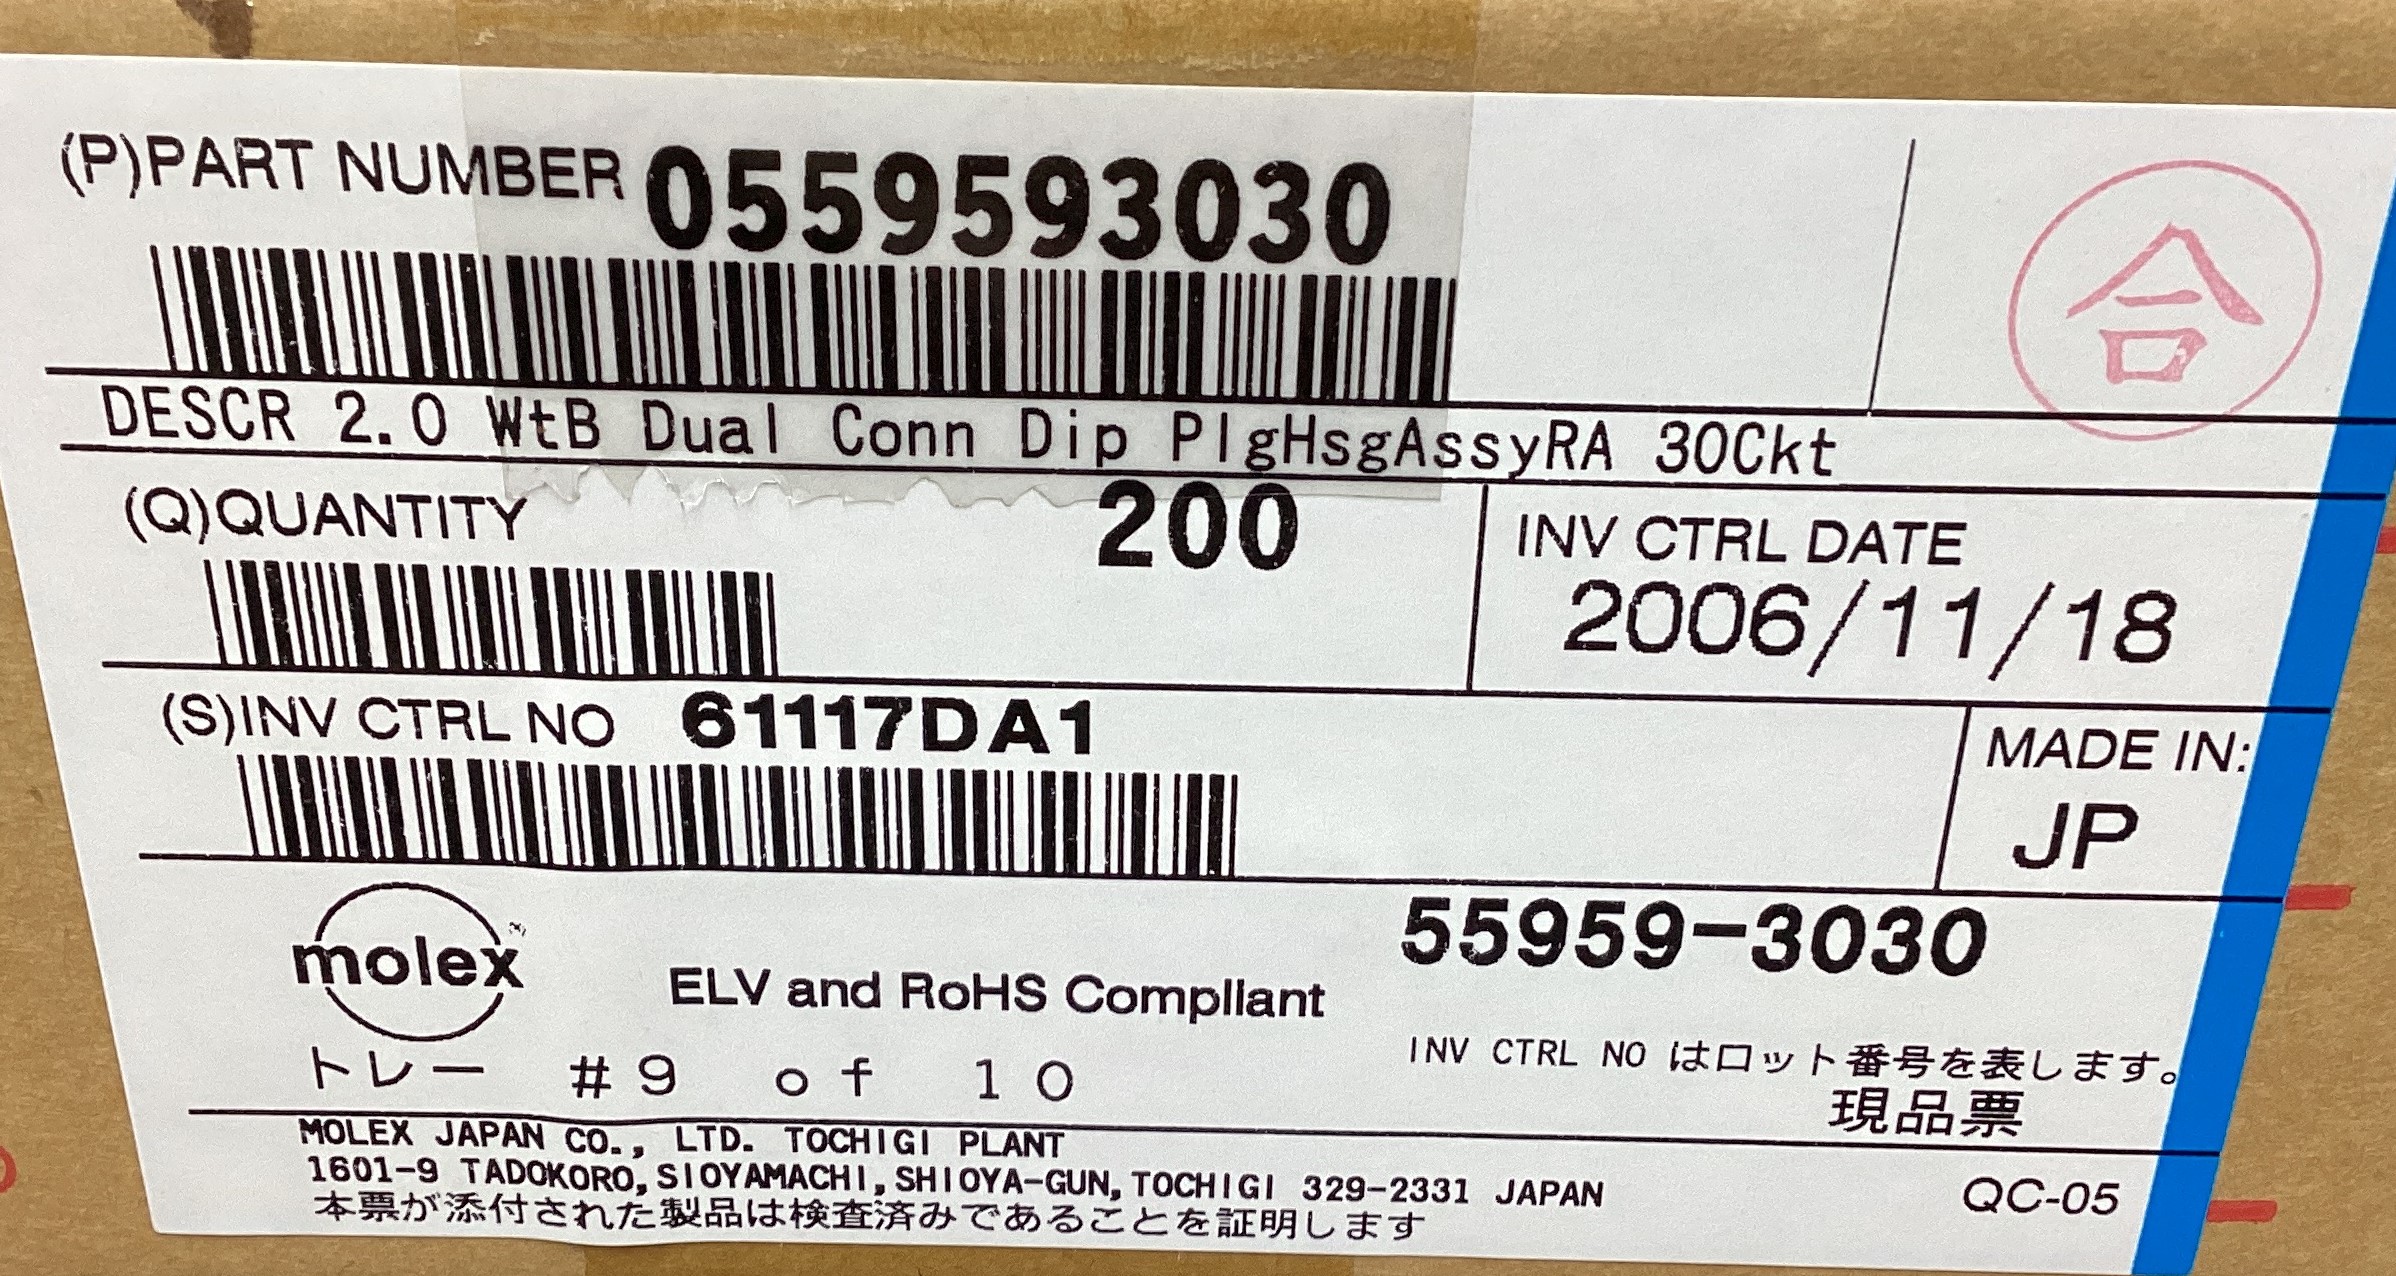 (P)PART NUMBER 0559593030
合
DESCR 2.0 WtB Dual Conn Dip PlgHsgAssyRA 30Ckt
(Q)QUANTITY 200
INV CTRL DATE
2006/11/18
(S)INV CTRL NO 61117DA1
MADE IN:
JP
molex
ELV and RoHS Compliant
55959-3030
トレー #9 of 10
INV CTRL NO はロット番号を表します。
現品票
MOLEX JAPAN CO., LTD. TOCHIGI PLANT
1601-9 TADOKORO,SIOYAMACHI,SHIOYA-GUN,TOCHIGI 329-2331 JAPAN
本票が添付された製品は検査済みであることを証明します
QC-05